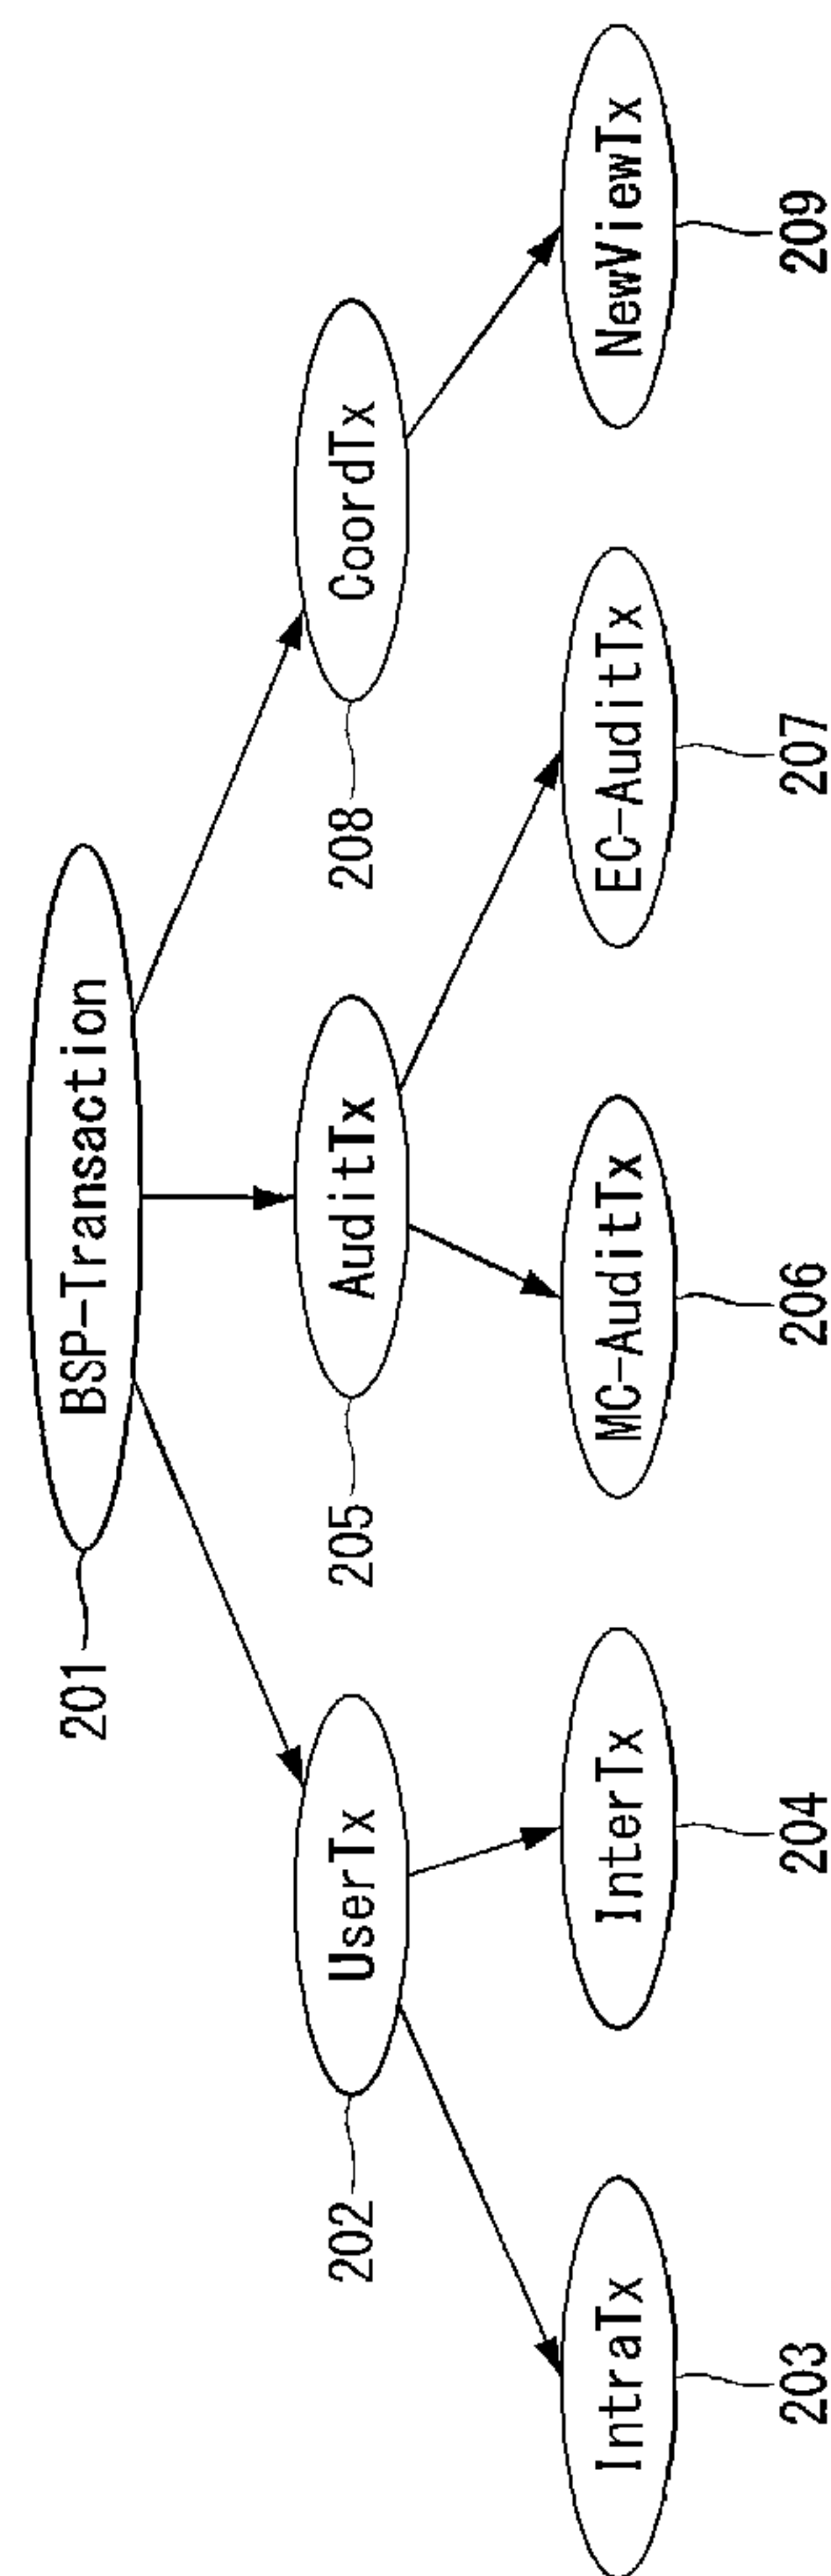 BSP-Transaction
201
UserTx
202
AuditTx
205
CoordTx
208
IntraTx
InterTx
MC-AuditTx
EC-AuditTx
NewViewTx
203
204
206
207
209